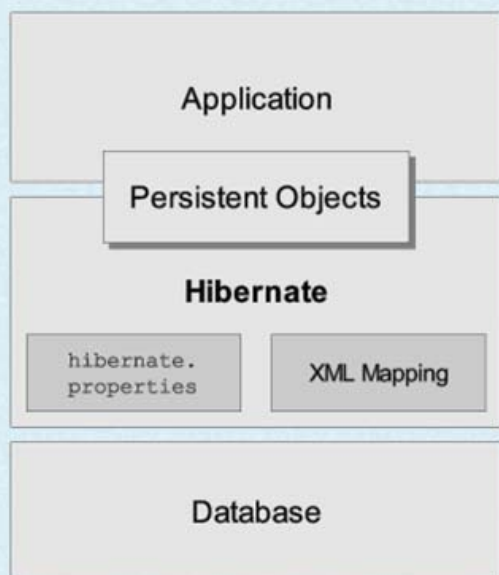 Application
Persistent Objects
Hibernate
hibernate.
properties
XML Mapping
Database